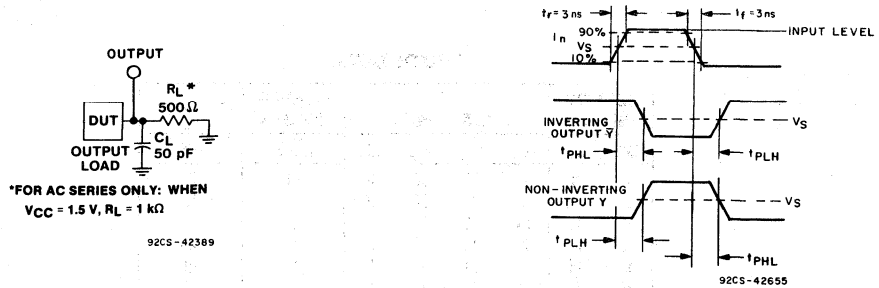 OUTPUT
R_L *
500 Ω
DUT
OUTPUT
LOAD
C_L
50 pF
*FOR AC SERIES ONLY: WHEN
V_CC = 1.5 V, R_L = 1 kΩ
92CS-42389
t_r = 3 ns
t_f = 3 ns
I_n
90%
V_S
10%
INPUT LEVEL
INVERTING
OUTPUT Y̅
V_S
t_PHL
t_PLH
NON-INVERTING
OUTPUT Y
V_S
t_PLH
t_PHL
92CS-42655